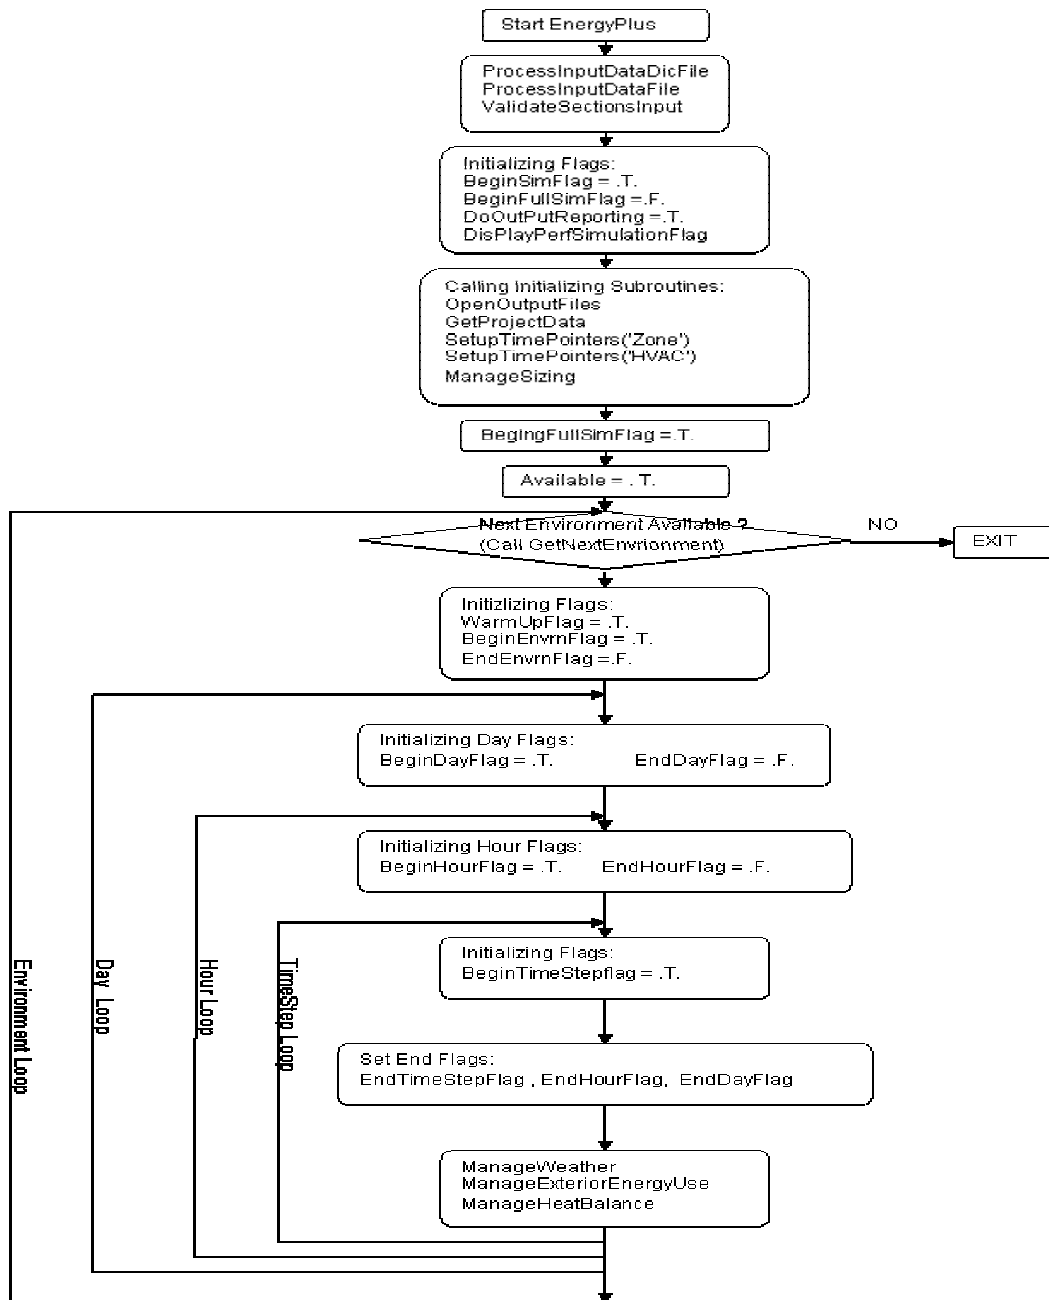 Start EnergyPlus
ProcessInputDataDicFile
ProcessInputDataFile
ValidateSectionsInput
Initializing Flags:
BeginSimFlag = .T.
BeginFullSimFlag =.F.
DoOutPutReporting =.T.
DisPlayPerfSimulationFlag
Calling Initializing Subroutines:
OpenOutputFiles
GetProjectData
SetupTimePointers('Zone')
SetupTimePointers('HVAC')
ManageSizing
BegingFullSimFlag =.T.
Available = . T.
Next Environment Available ?
(Call GetNextEnvrionment)
NO
EXIT
Initizlizing Flags:
WarmUpFlag = .T.
BeginEnvrnFlag = .T.
EndEnvrnFlag =.F.
Initializing Day Flags:
BeginDayFlag = .T. EndDayFlag = .F.
Initializing Hour Flags:
BeginHourFlag = .T. EndHourFlag = .F.
Environment Loop
Day Loop
Hour Loop
TimeStep Loop
Initializing Flags:
BeginTimeStepflag = .T.
Set End Flags:
EndTimeStepFlag , EndHourFlag, EndDayFlag
ManageWeather
ManageExteriorEnergyUse
ManageHeatBalance